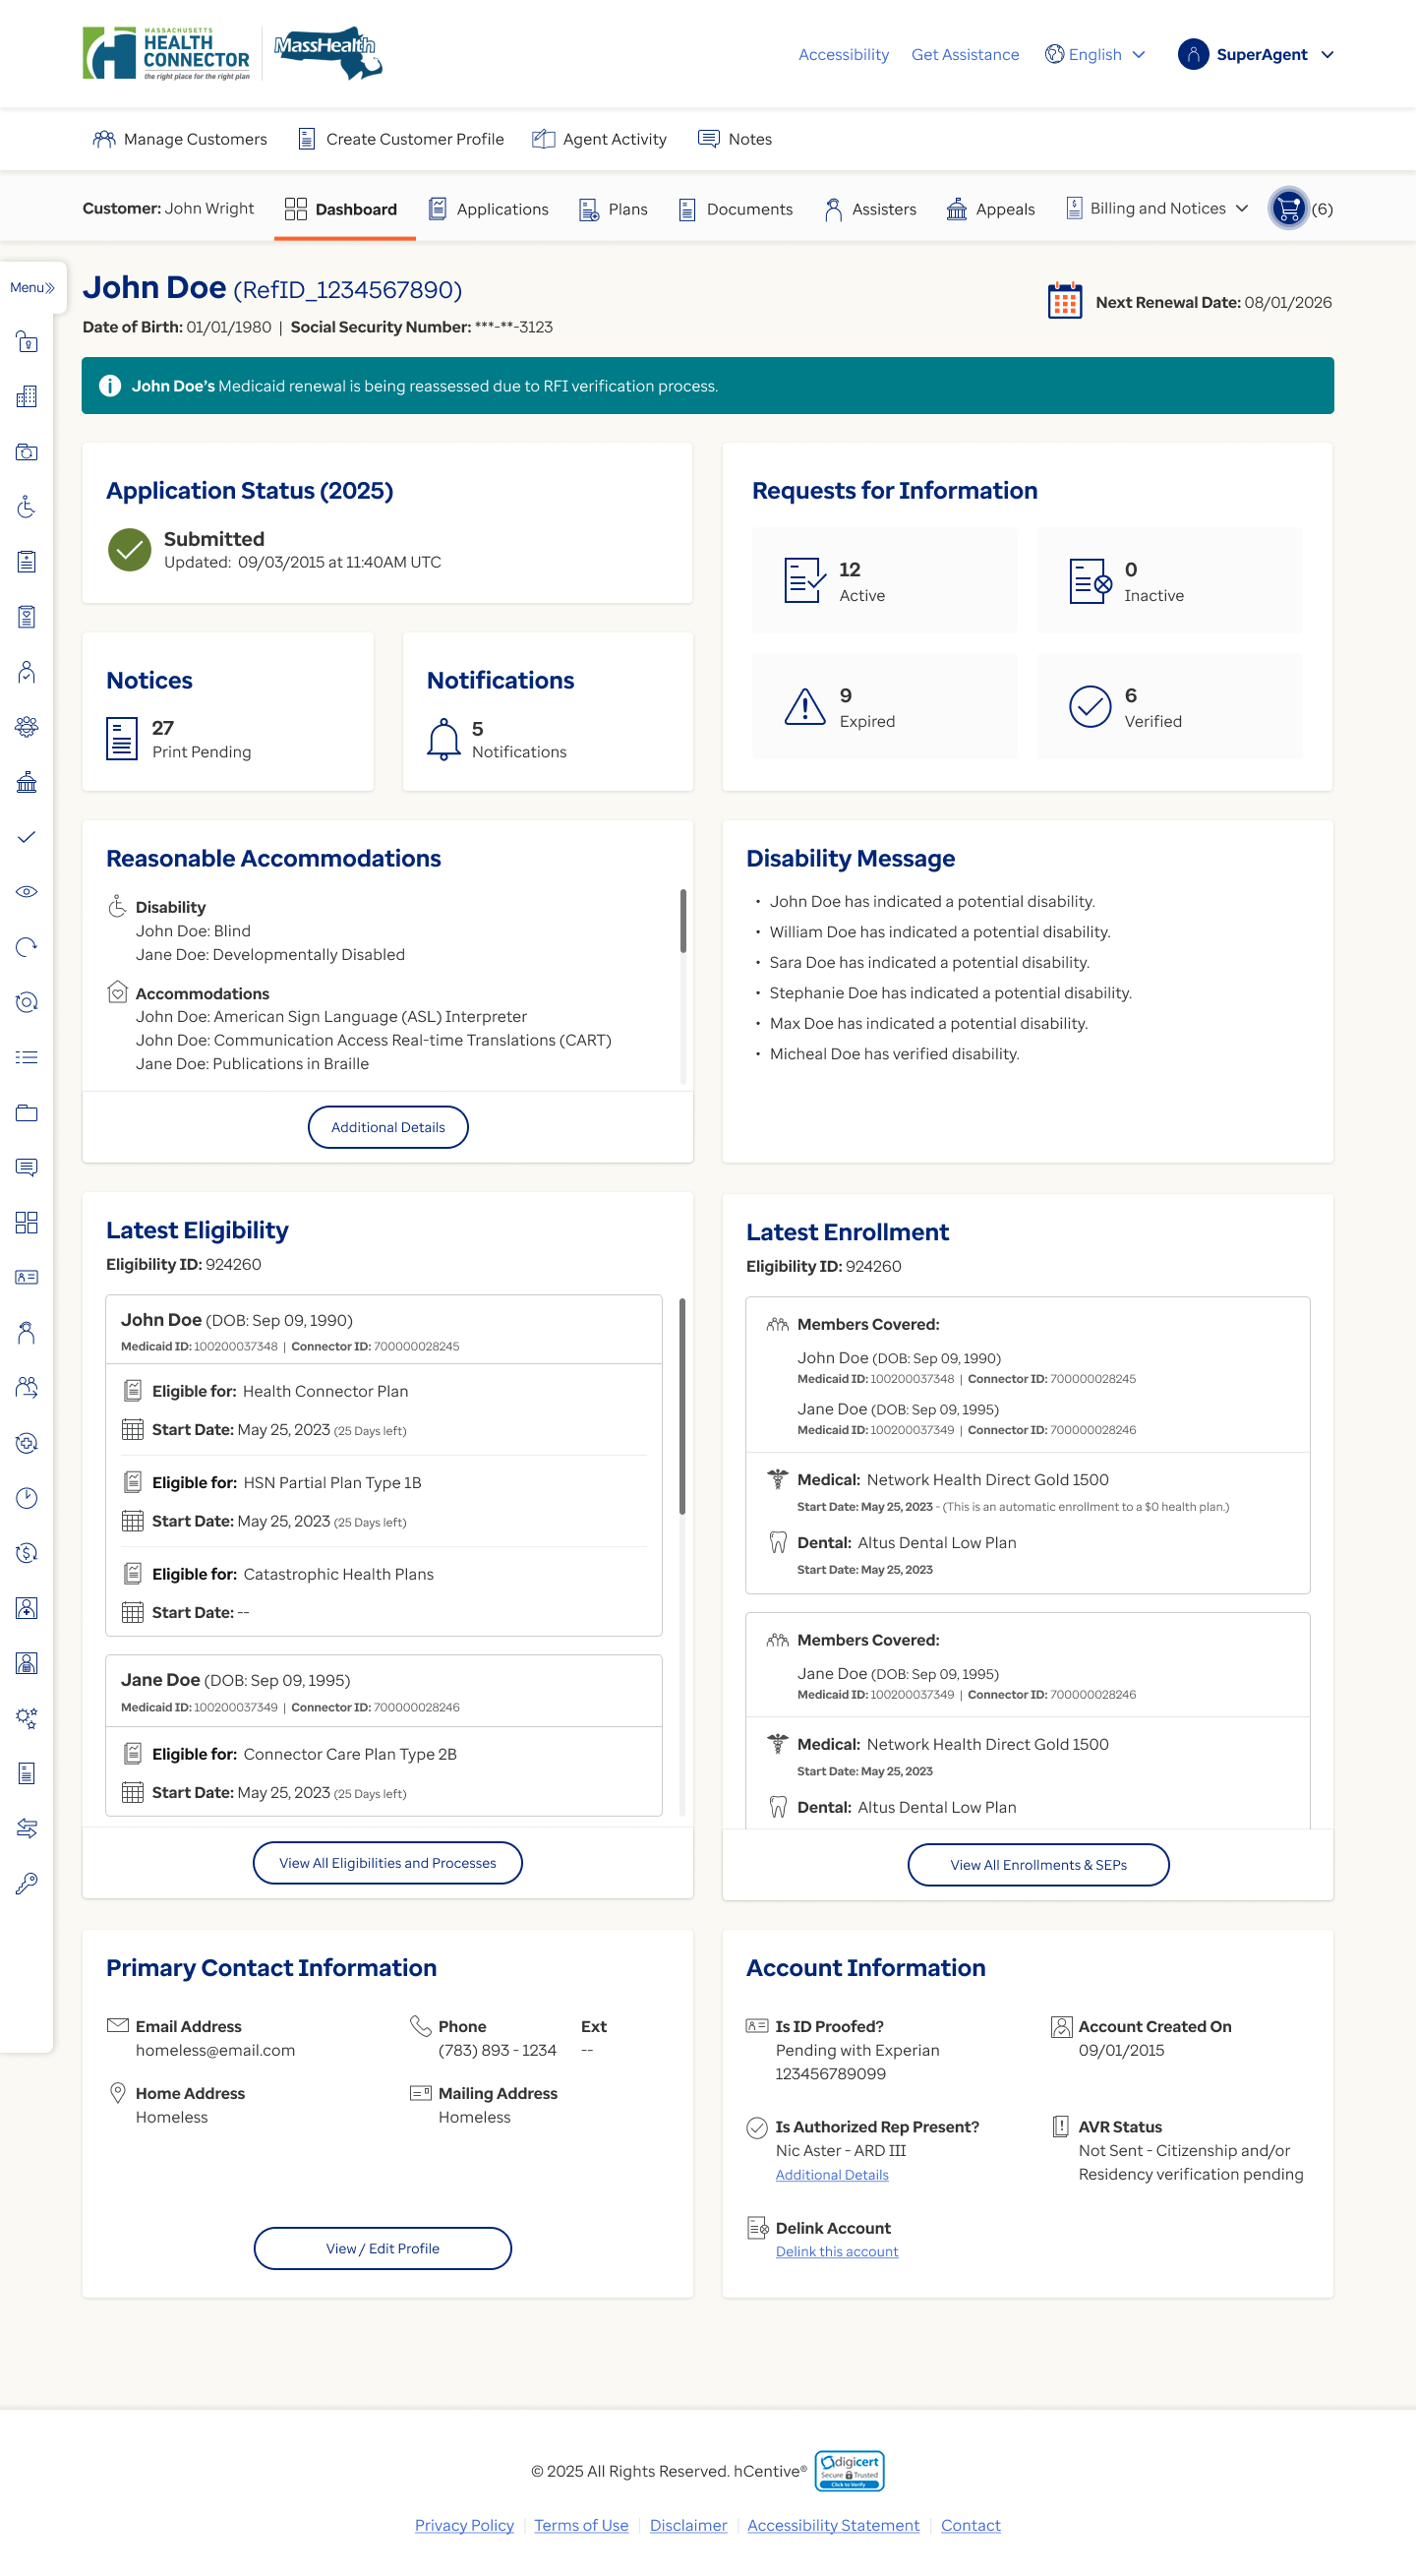 MASSACHUSETTS
HEALTH
CONNECTOR
the right place for the right plan
MassHealth
Accessibility
Get Assistance
English
SuperAgent
Manage Customers
Create Customer Profile
Agent Activity
Notes
Customer: John Wright
Dashboard
Applications
Plans
Documents
Assisters
Appeals
Billing and Notices
(6)
Menu
John Doe (RefID_1234567890)
Date of Birth: 01/01/1980 | Social Security Number: ***-**-3123
Next Renewal Date: 08/01/2026
John Doe's Medicaid renewal is being reassessed due to RFI verification process.
Application Status (2025)
Submitted
Updated: 09/03/2015 at 11:40AM UTC
Requests for Information
12
Active
0
Inactive
9
Expired
6
Verified
Notices
27
Print Pending
Notifications
5
Notifications
Reasonable Accommodations
Disability
John Doe: Blind
Jane Doe: Developmentally Disabled
Accommodations
John Doe: American Sign Language (ASL) Interpreter
John Doe: Communication Access Real-time Translations (CART)
Jane Doe: Publications in Braille
Additional Details
Disability Message
• John Doe has indicated a potential disability.
• William Doe has indicated a potential disability.
• Sara Doe has indicated a potential disability.
• Stephanie Doe has indicated a potential disability.
• Max Doe has indicated a potential disability.
• Micheal Doe has verified disability.
Latest Eligibility
Eligibility ID: 924260
John Doe (DOB: Sep 09, 1990)
Medicaid ID: 100200037348 | Connector ID: 700000028245
Eligible for: Health Connector Plan
Start Date: May 25, 2023 (25 Days left)
Eligible for: HSN Partial Plan Type 1B
Start Date: May 25, 2023 (25 Days left)
Eligible for: Catastrophic Health Plans
Start Date: --
Jane Doe (DOB: Sep 09, 1995)
Medicaid ID: 100200037349 | Connector ID: 700000028246
Eligible for: Connector Care Plan Type 2B
Start Date: May 25, 2023 (25 Days left)
View All Eligibilities and Processes
Latest Enrollment
Eligibility ID: 924260
Members Covered:
John Doe (DOB: Sep 09, 1990)
Medicaid ID: 100200037348 | Connector ID: 700000028245
Jane Doe (DOB: Sep 09, 1995)
Medicaid ID: 100200037349 | Connector ID: 700000028246
Medical: Network Health Direct Gold 1500
Start Date: May 25, 2023 - (This is an automatic enrollment to a $0 health plan.)
Dental: Altus Dental Low Plan
Start Date: May 25, 2023
Members Covered:
Jane Doe (DOB: Sep 09, 1995)
Medicaid ID: 100200037349 | Connector ID: 700000028246
Medical: Network Health Direct Gold 1500
Start Date: May 25, 2023
Dental: Altus Dental Low Plan
View All Enrollments & SEPs
Primary Contact Information
Email Address
homeless@email.com
Phone
(783) 893 - 1234
Ext
--
Home Address
Homeless
Mailing Address
Homeless
View / Edit Profile
Account Information
Is ID Proofed?
Pending with Experian
123456789099
Account Created On
09/01/2015
Is Authorized Rep Present?
Nic Aster - ARD III
Additional Details
AVR Status
Not Sent - Citizenship and/or
Residency verification pending
Delink Account
Delink this account
© 2025 All Rights Reserved. hCentive®
digicert
Secure Trusted
Click to Verify
Privacy Policy | Terms of Use | Disclaimer | Accessibility Statement | Contact